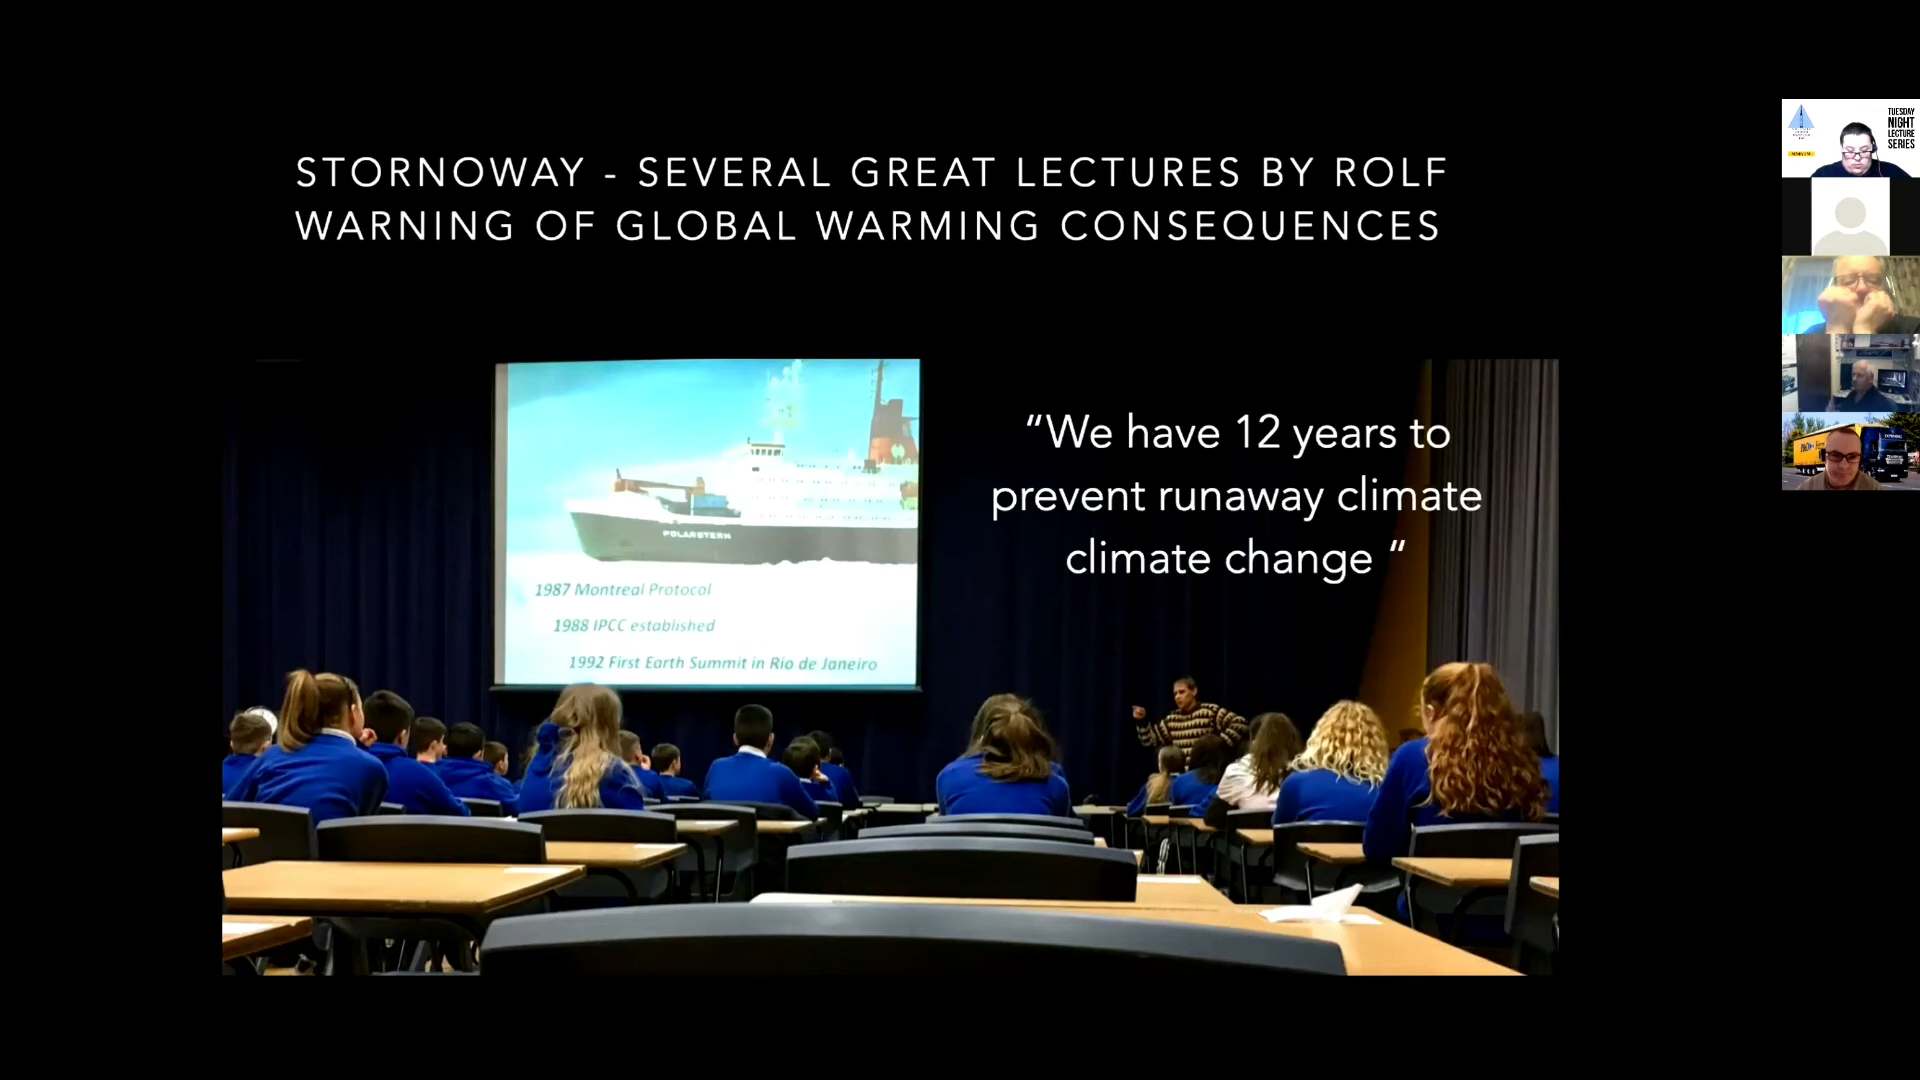 STORNOWAY - SEVERAL GREAT LECTURES BY ROLF
WARNING OF GLOBAL WARMING CONSEQUENCES
“We have 12 years to
prevent runaway climate
climate change “
POLARSTERN
1987 Montreal Protocol
1988 IPCC established
1992 First Earth Summit in Rio de Janeiro
TUESDAY
NIGHT
LECTURE
SERIES